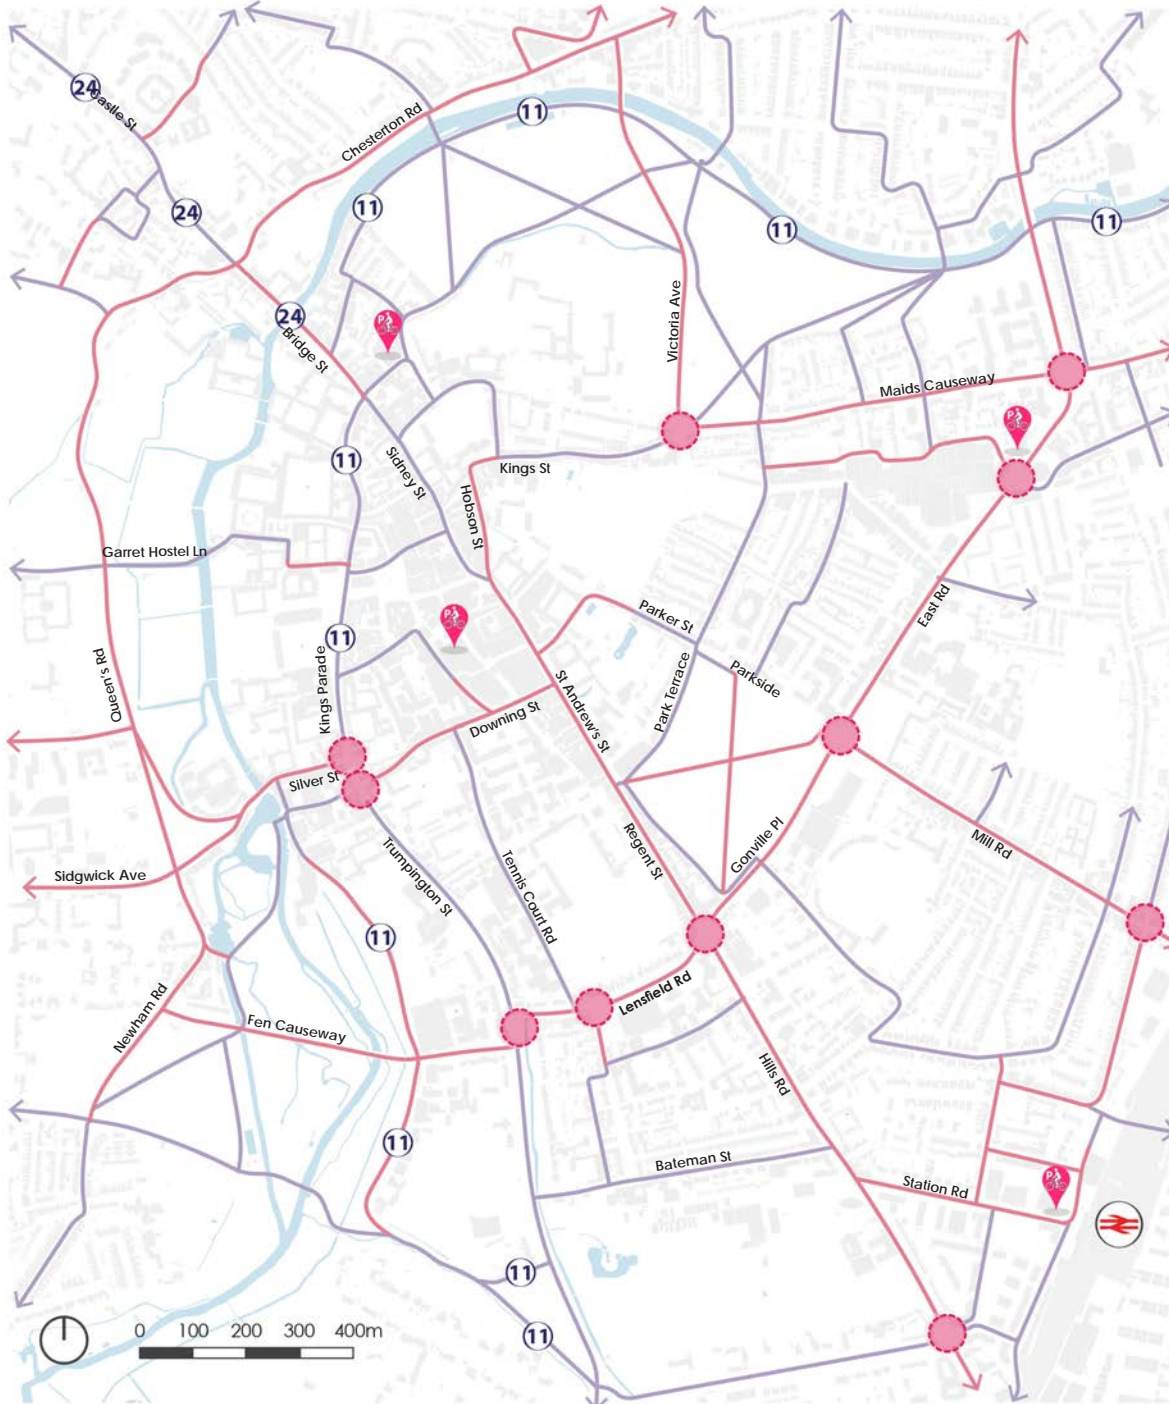 24
Castle St
Chesterton Rd
11
11
24
11
11
24
Bridge St
Victoria Ave
P
Maids Causeway
P
11
Sidney St
Kings St
Hobson St
Garret Hostel Ln
East Rd
P
Parker St
11
Kings Parade
Queen's Rd
Parkside
Park Terrace
St Andrew's St
Downing St
Silver St
Gonville Pl
Mill Rd
Regent St
Trumpington St
Tennis Court Rd
Sidgwick Ave
11
Lensfield Rd
Newham Rd
Fen Causeway
Hills Rd
11
Bateman St
Station Rd
P
11
11
0 100 200 300 400m